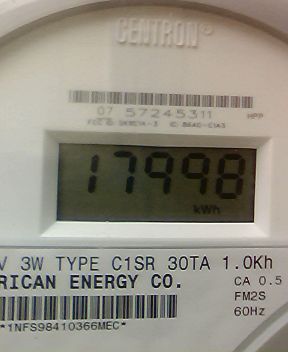 CENTRON®
07 57245311 HPP
17998
kWh
V 3W TYPE C1SR 30TA 1.0Kh
RICAN ENERGY CO. CA 0.5
FM2S
60Hz
*1NFS98410366MEC*